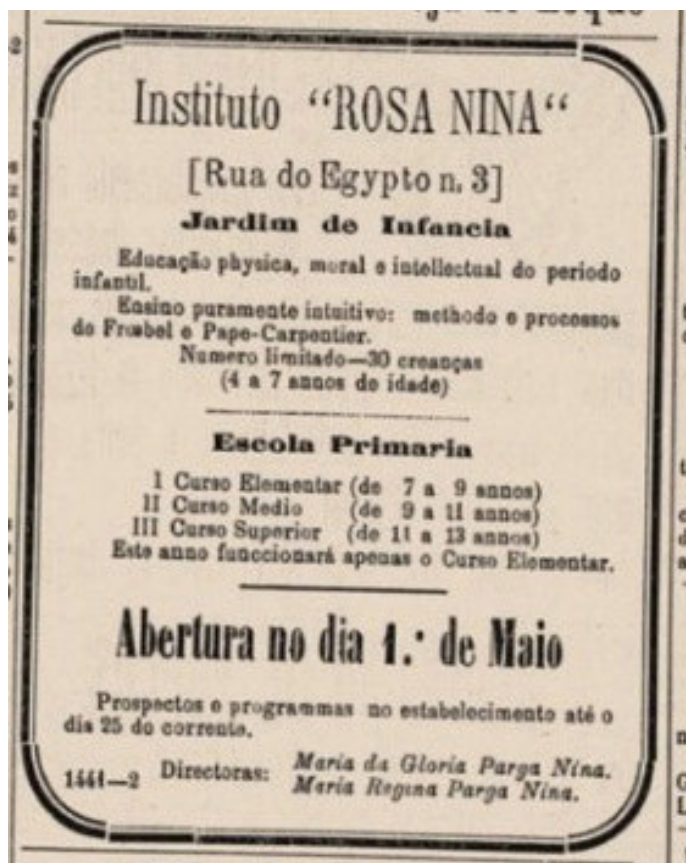 Instituto “ROSA NINA“
[Rua do Egypto n. 3]
Jardim de Infancia
Educação physica, moral e intellectual do periodo
infantil.
Ensino puramente intuitivo: methodo e processos
de Frœbel e Pape-Carpentier.
Numero limitado—30 creanças
(4 a 7 annos de idade)
Escola Primaria
I Curso Elementar (de 7 a 9 annos)
II Curso Medio (de 9 a 11 annos)
III Curso Superior (de 11 a 13 annos)
Este anno funccionará apenas o Curso Elementar.
Abertura no dia 1.º de Maio
Prospectos e programmas no estabelecimento até o
dia 25 do corrente.
Directoras: Maria da Gloria Parga Nina.
1441—2 Maria Regina Parga Nina.